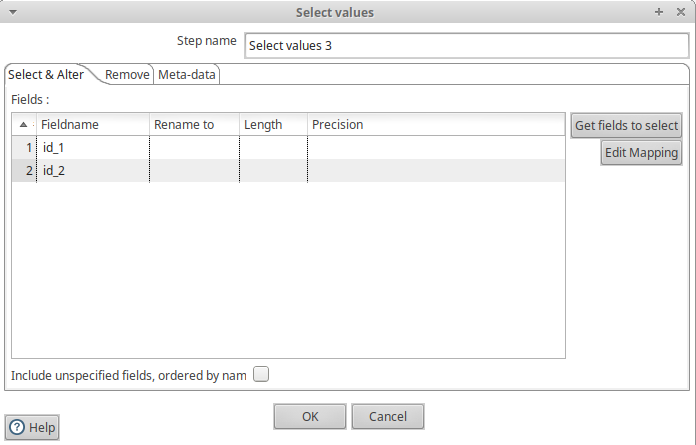 Select values
Step name Select values 3
Select & Alter Remove Meta-data
Fields :
Fieldname Rename to Length Precision
Get fields to select
1 id_1
Edit Mapping
2 id_2
Include unspecified fields, ordered by nam
OK Cancel
Help